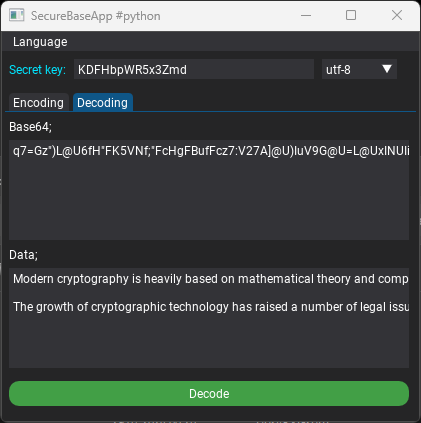 SecureBaseApp #python
Language
Secret key: KDFHbpWR5x3Zmd utf-8
Encoding Decoding
Base64;
q7=Gz")L@U6fH"FK5VNf;"FcHgFBufFcz7:V27A]@U)IuV9G@U=L@UxINUIi
Data;
Modern cryptography is heavily based on mathematical theory and comp
The growth of cryptographic technology has raised a number of legal issu
Decode